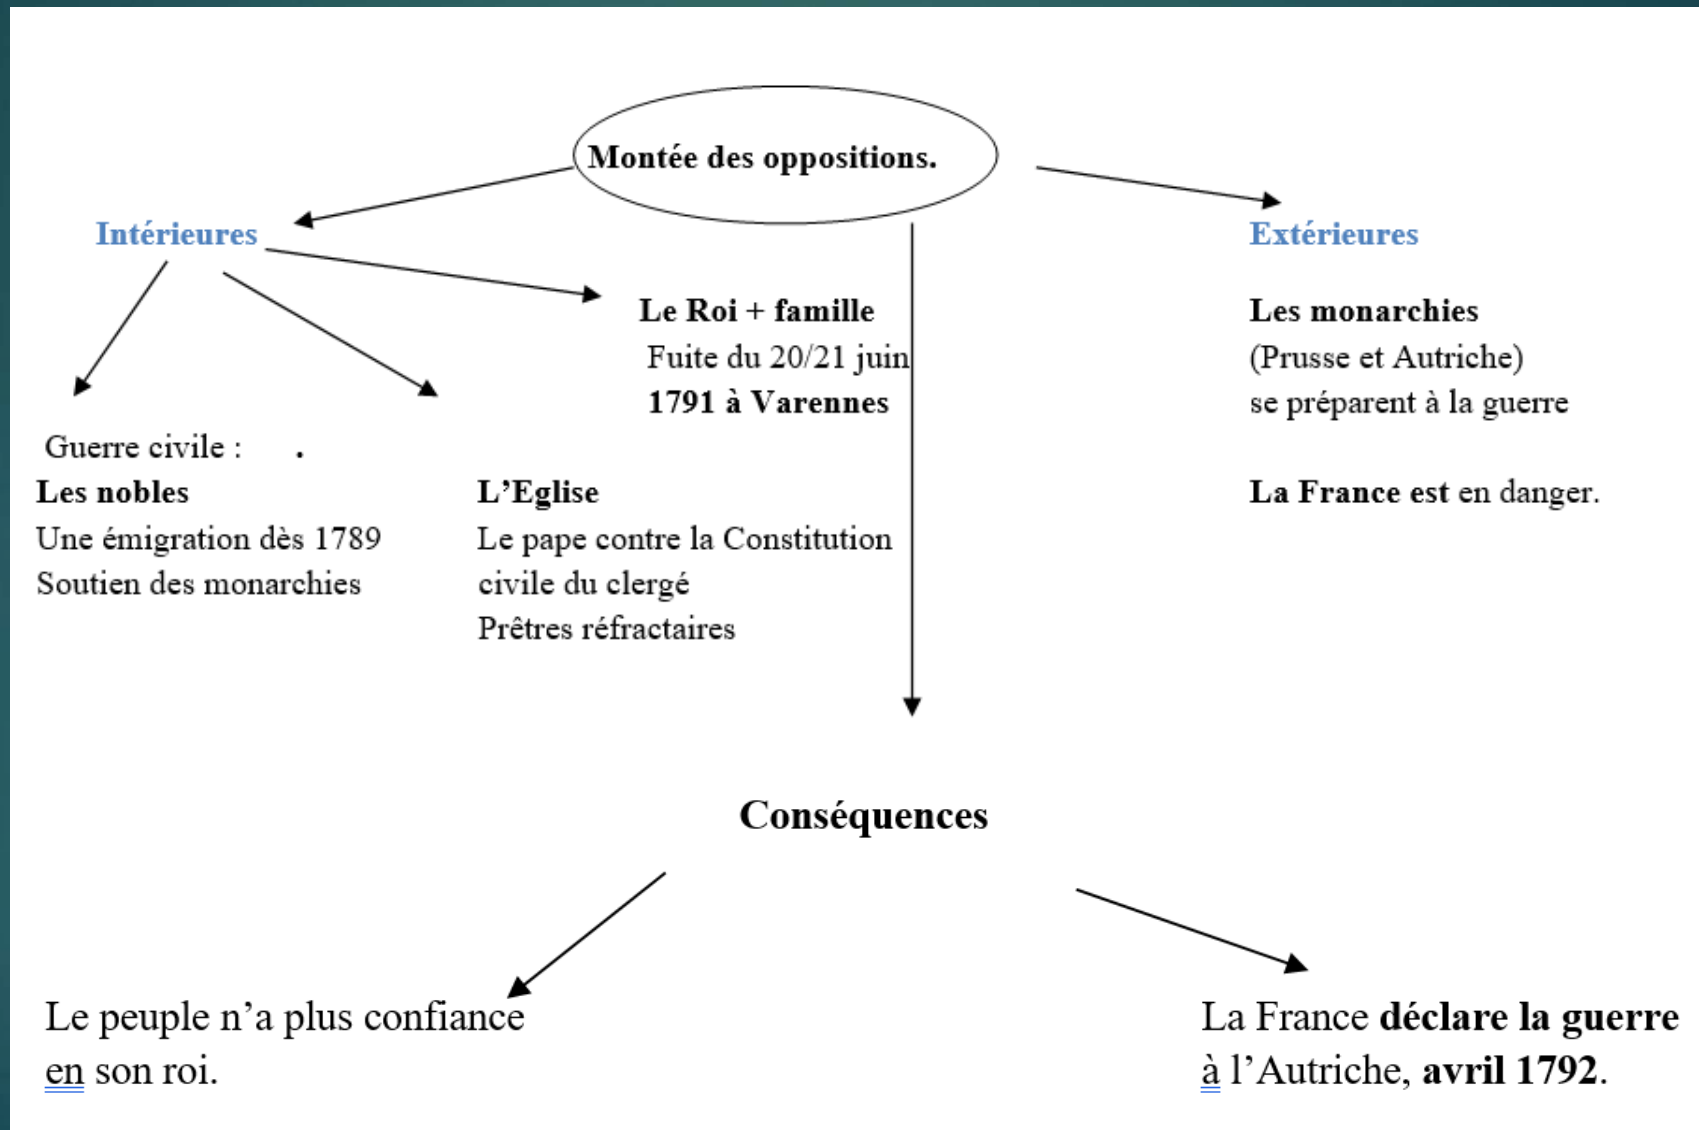 Montée des oppositions.
Intérieures
Extérieures
Le Roi + famille
Fuite du 20/21 juin
1791 à Varennes
Les monarchies
(Prusse et Autriche)
se préparent à la guerre
La France est en danger.
Guerre civile : .
Les nobles
Une émigration dès 1789
Soutien des monarchies
L’Eglise
Le pape contre la Constitution
civile du clergé
Prêtres réfractaires
Conséquences
Le peuple n’a plus confiance
en son roi.
La France déclare la guerre
à l’Autriche, avril 1792.